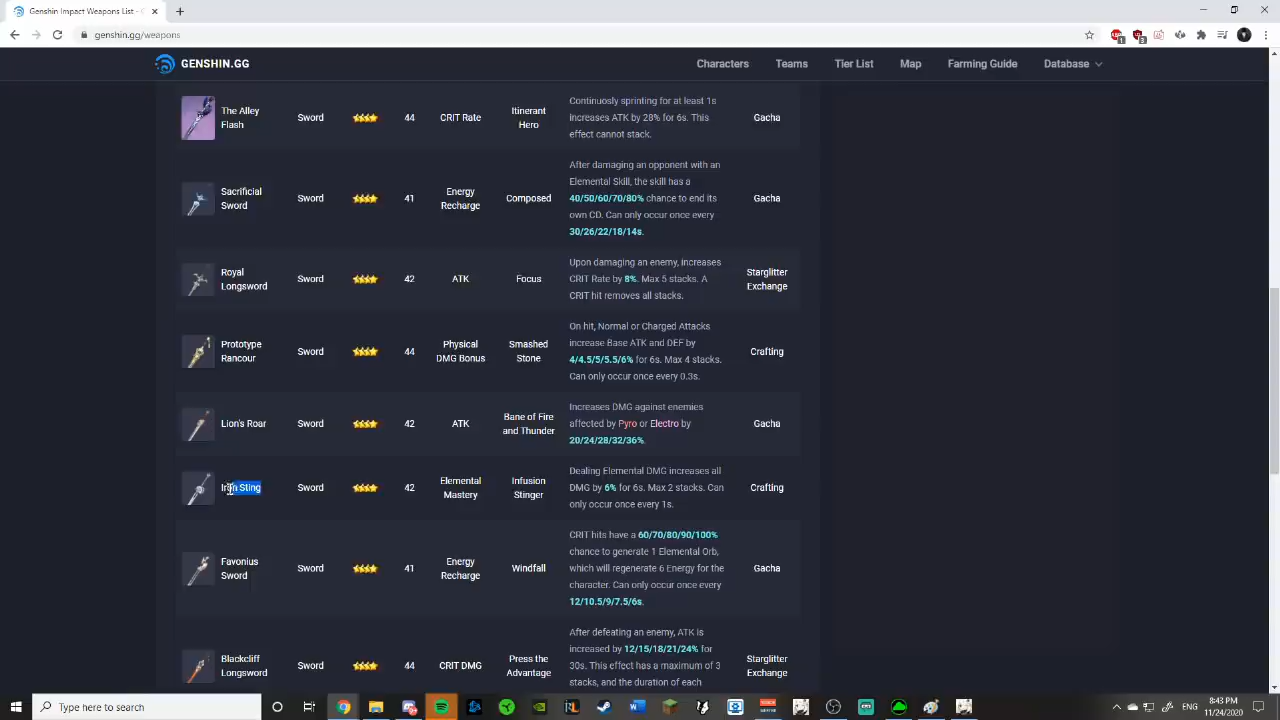 Genshin Impact Weapons List -
genshin.gg/weapons
1
3
GENSHIN.GG
Characters
Teams
Tier List
Map
Farming Guide
Database
The Alley
Flash
Sword
44
CRIT Rate
Itinerant
Hero
Continuosly sprinting for at least 1s
increases ATK by 28% for 6s. This
effect cannot stack.
Gacha
Sacrificial
Sword
Sword
41
Energy
Recharge
Composed
After damaging an opponent with an
Elemental Skill, the skill has a
40/50/60/70/80% chance to end its
own CD. Can only occur once every
30/26/22/18/14s.
Gacha
Royal
Longsword
Sword
42
ATK
Focus
Upon damaging an enemy, increases
CRIT Rate by 8%. Max 5 stacks. A
CRIT hit removes all stacks.
Starglitter
Exchange
Prototype
Rancour
Sword
44
Physical
DMG Bonus
Smashed
Stone
On hit, Normal or Charged Attacks
increase Base ATK and DEF by
4/4.5/5/5.5/6% for 6s. Max 4 stacks.
Can only occur once every 0.3s.
Crafting
Lion's Roar
Sword
42
ATK
Bane of Fire
and Thunder
Increases DMG against enemies
affected by Pyro or Electro by
20/24/28/32/36%.
Gacha
Iron Sting
Sword
42
Elemental
Mastery
Infusion
Stinger
Dealing Elemental DMG increases all
DMG by 6% for 6s. Max 2 stacks. Can
only occur once every 1s.
Crafting
Favonius
Sword
Sword
41
Energy
Recharge
Windfall
CRIT hits have a 60/70/80/90/100%
chance to generate 1 Elemental Orb,
which will regenerate 6 Energy for the
character. Can only occur once every
12/10.5/9/7.5/6s.
Gacha
Blackcliff
Longsword
Sword
44
CRIT DMG
Press the
Advantage
After defeating an enemy, ATK is
increased by 12/15/18/21/24% for
30s. This effect has a maximum of 3
stacks, and the duration of each
Starglitter
Exchange
Type here to search
8:43 PM
11/24/2020